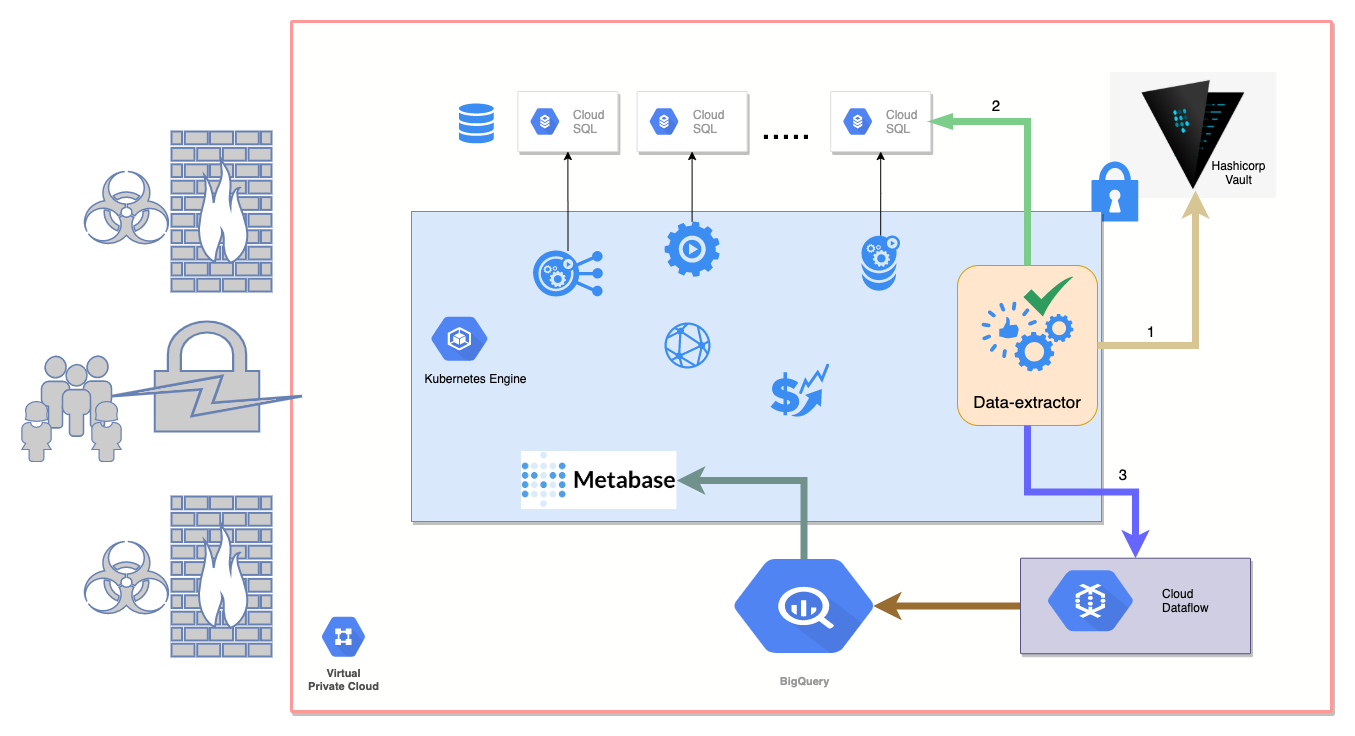 Cloud
SQL
Cloud
SQL
.....
Cloud
SQL
2
Hashicorp
Vault
1
Kubernetes Engine
Data-extractor
Metabase
3
Cloud
Dataflow
BigQuery
Virtual
Private Cloud